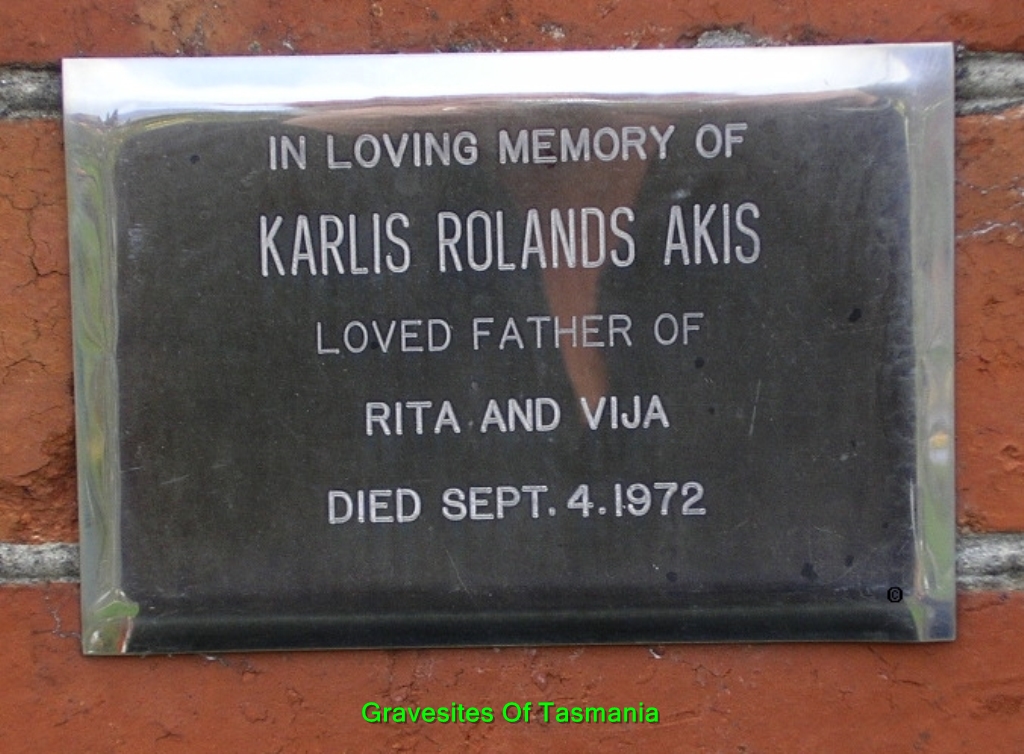 IN LOVING MEMORY OF
KARLIS ROLANDS AKIS
LOVED FATHER OF
RITA AND VIJA
DIED SEPT. 4. 1972
©
Gravesites Of Tasmania